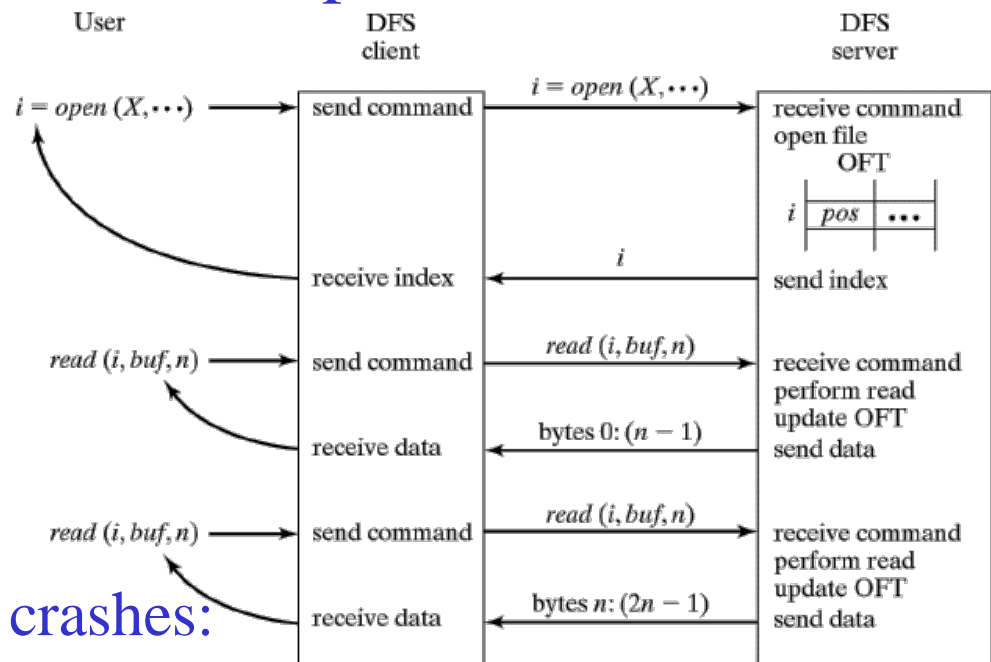 User DFS DFS
client server
i = open (X, •••) send command i = open (X, •••) receive command
open file
OFT
i pos •••
i
receive index send index
read (i, buf, n) send command read (i, buf, n) receive command
perform read
update OFT
receive data bytes 0: (n − 1) send data
read (i, buf, n) send command read (i, buf, n) receive command
perform read
update OFT
receive data bytes n: (2n − 1) send data
crashes: